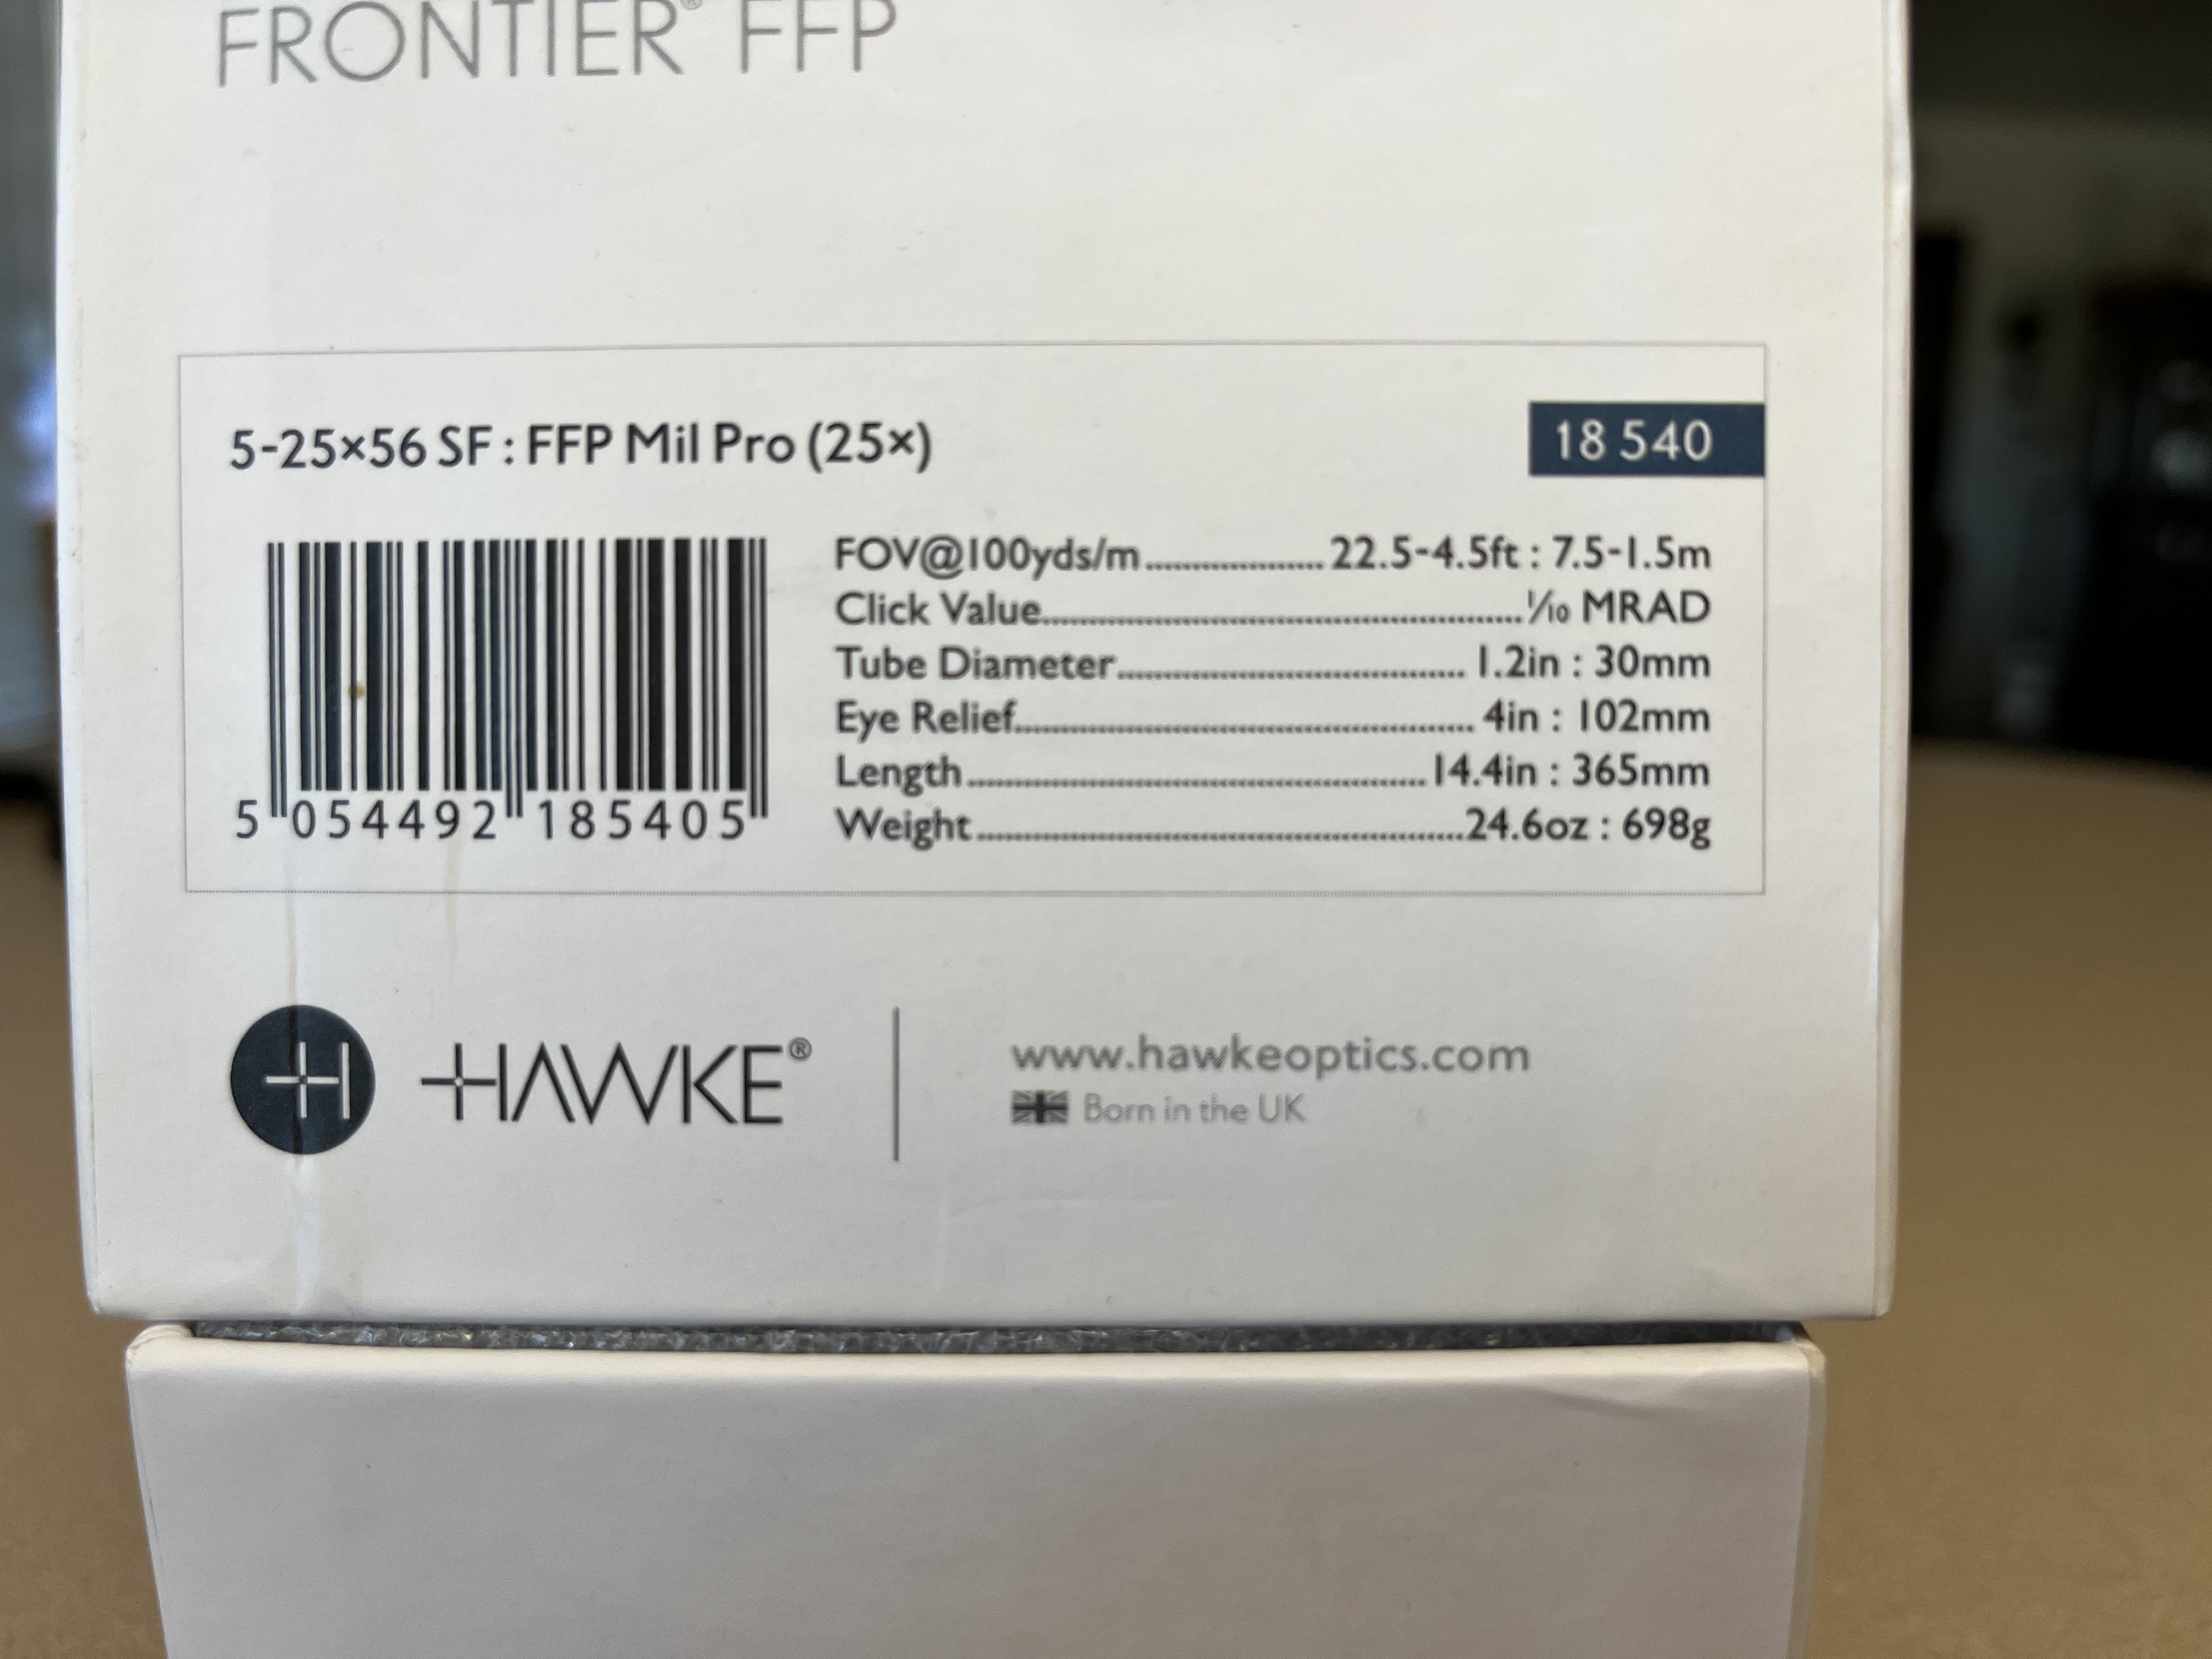 FRONTIER® FFP
5-25×56 SF : FFP Mil Pro (25×)
18 540
FOV@100yds/m....................22.5-4.5ft : 7.5-1.5m
Click Value....................1/10 MRAD
Tube Diameter....................1.2in : 30mm
Eye Relief....................4in : 102mm
Length....................14.4in : 365mm
Weight....................24.6oz : 698g
5 054492 185405
HAWKE®
www.hawkeoptics.com
Born in the UK